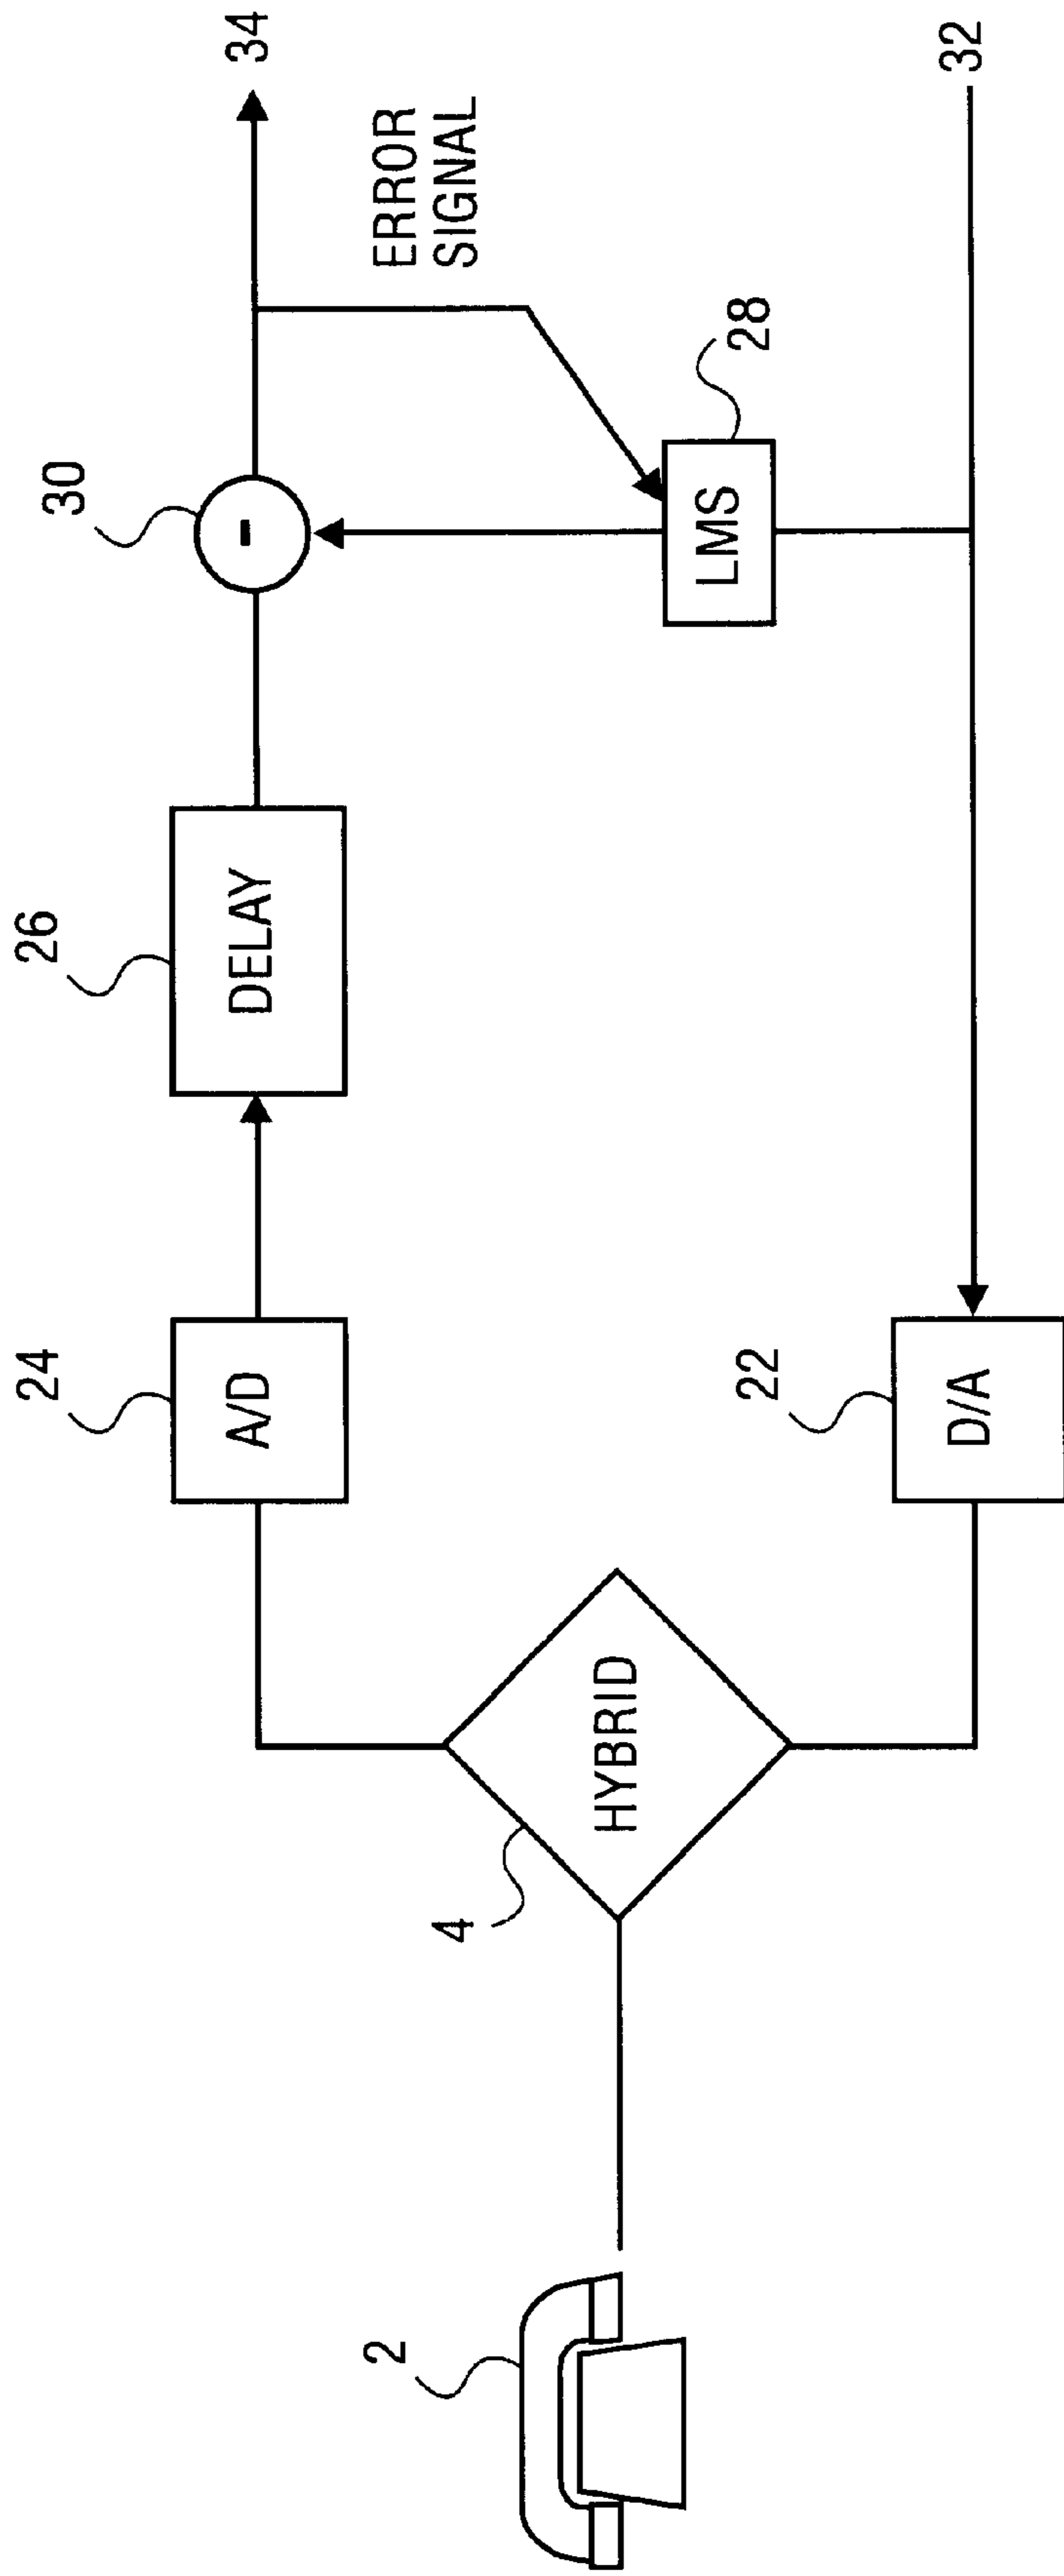 24
26
30
34
A/D
DELAY
-
ERROR
SIGNAL
2
4
HYBRID
LMS
28
22
D/A
32